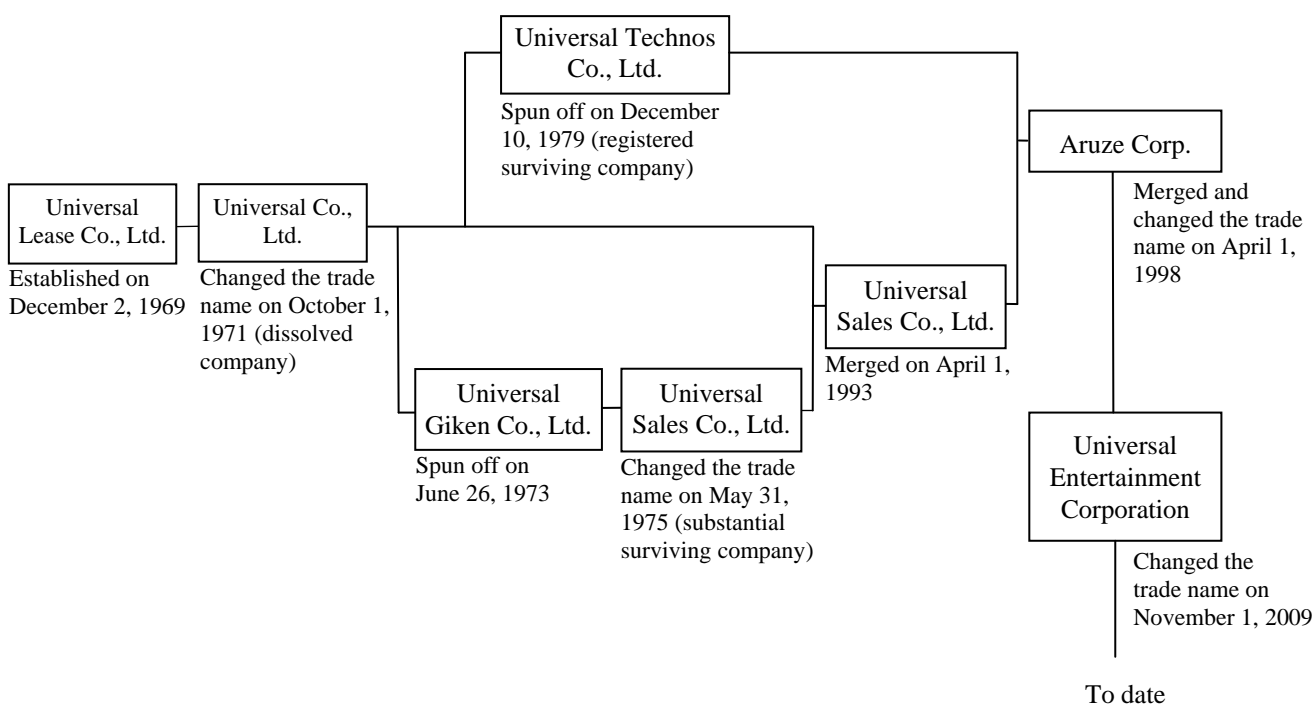 Universal Technos
Co., Ltd.
Spun off on December
10, 1979 (registered
surviving company)
Aruze Corp.
Merged and
changed the trade
name on April 1,
1998
Universal
Lease Co., Ltd.
Established on
December 2, 1969
Universal Co.,
Ltd.
Changed the trade
name on October 1,
1971 (dissolved
company)
Universal
Sales Co., Ltd.
Merged on April 1,
1993
Universal
Giken Co., Ltd.
Spun off on
June 26, 1973
Universal
Sales Co., Ltd.
Changed the trade
name on May 31,
1975 (substantial
surviving company)
Universal
Entertainment
Corporation
Changed the
trade name on
November 1, 2009
To date